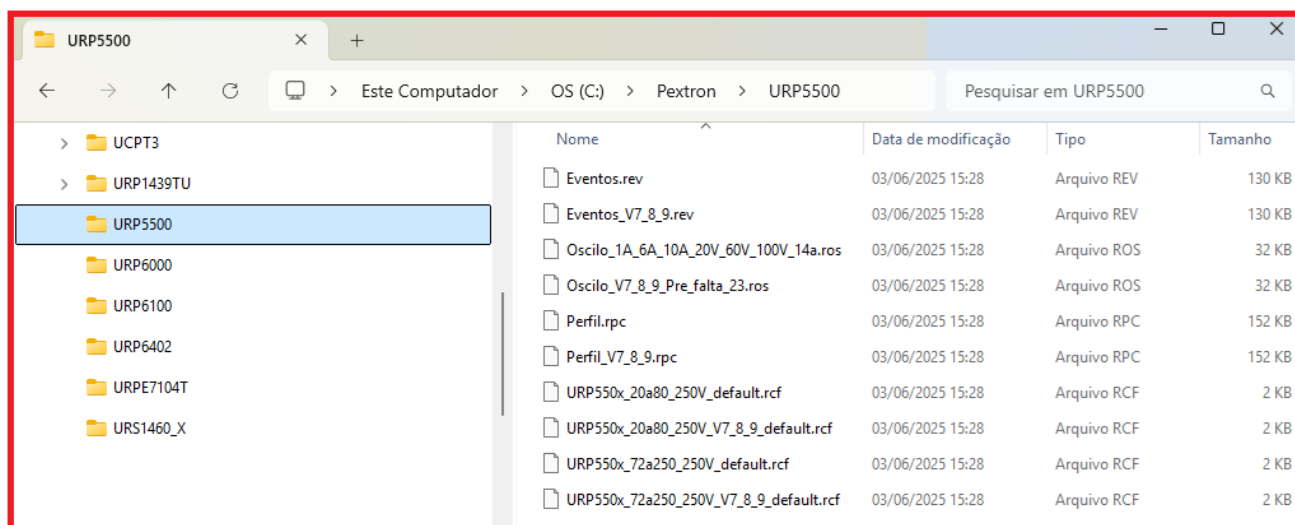 URP5500
Este Computador > OS (C:) > Pextron > URP5500
Pesquisar em URP5500
UCPT3
URP1439TU
URP5500
URP6000
URP6100
URP6402
URPE7104T
URS1460_X
Nome Data de modificação Tipo Tamanho
Eventos.rev 03/06/2025 15:28 Arquivo REV 130 KB
Eventos_V7_8_9.rev 03/06/2025 15:28 Arquivo REV 130 KB
Oscilo_1A_6A_10A_20V_60V_100V_14a.ros 03/06/2025 15:28 Arquivo ROS 32 KB
Oscilo_V7_8_9_Pre_falta_23.ros 03/06/2025 15:28 Arquivo ROS 32 KB
Perfil.rpc 03/06/2025 15:28 Arquivo RPC 152 KB
Perfil_V7_8_9.rpc 03/06/2025 15:28 Arquivo RPC 152 KB
URP550x_20a80_250V_default.rcf 03/06/2025 15:28 Arquivo RCF 2 KB
URP550x_20a80_250V_V7_8_9_default.rcf 03/06/2025 15:28 Arquivo RCF 2 KB
URP550x_72a250_250V_default.rcf 03/06/2025 15:28 Arquivo RCF 2 KB
URP550x_72a250_250V_V7_8_9_default.rcf 03/06/2025 15:28 Arquivo RCF 2 KB